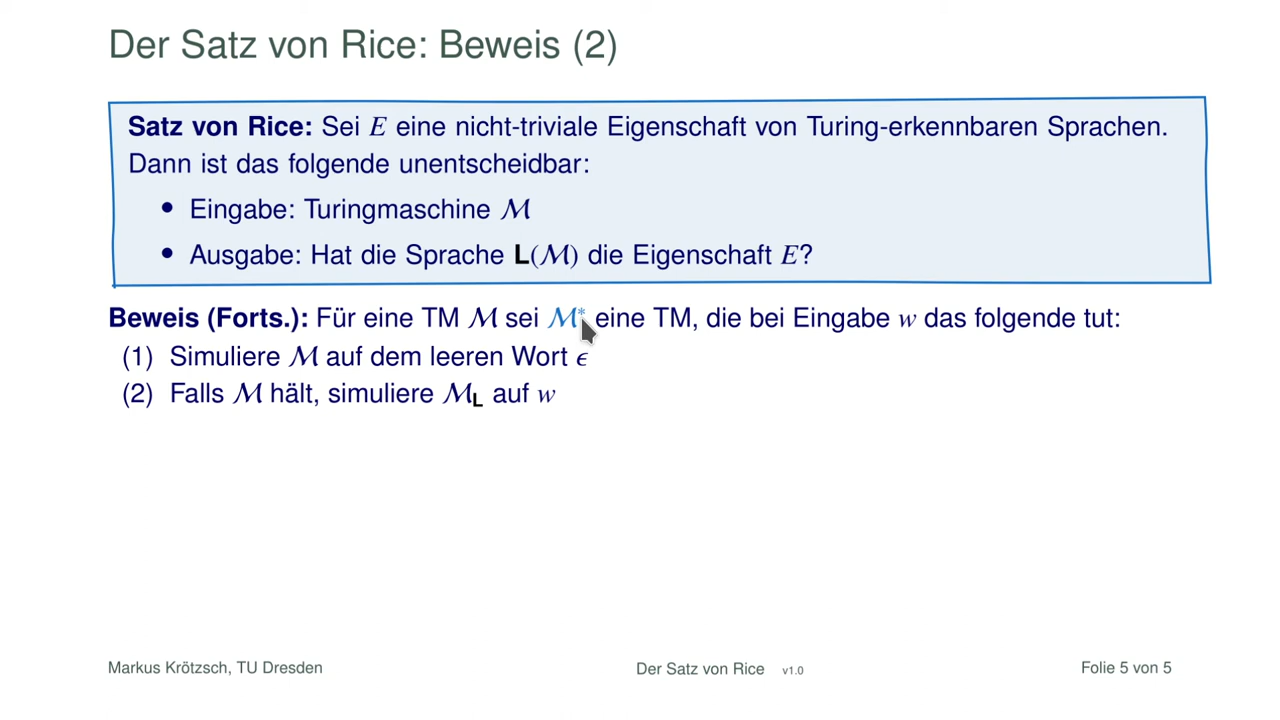 Der Satz von Rice: Beweis (2)
Satz von Rice: Sei E eine nicht-triviale Eigenschaft von Turing-erkennbaren Sprachen.
Dann ist das folgende unentscheidbar:
• Eingabe: Turingmaschine ℳ
• Ausgabe: Hat die Sprache L(ℳ) die Eigenschaft E?
Beweis (Forts.): Für eine TM ℳ sei ℳ* eine TM, die bei Eingabe w das folgende tut:
(1) Simuliere ℳ auf dem leeren Wort ϵ
(2) Falls ℳ hält, simuliere ℳ_L auf w
Markus Krötzsch, TU Dresden Der Satz von Rice v1.0 Folie 5 von 5